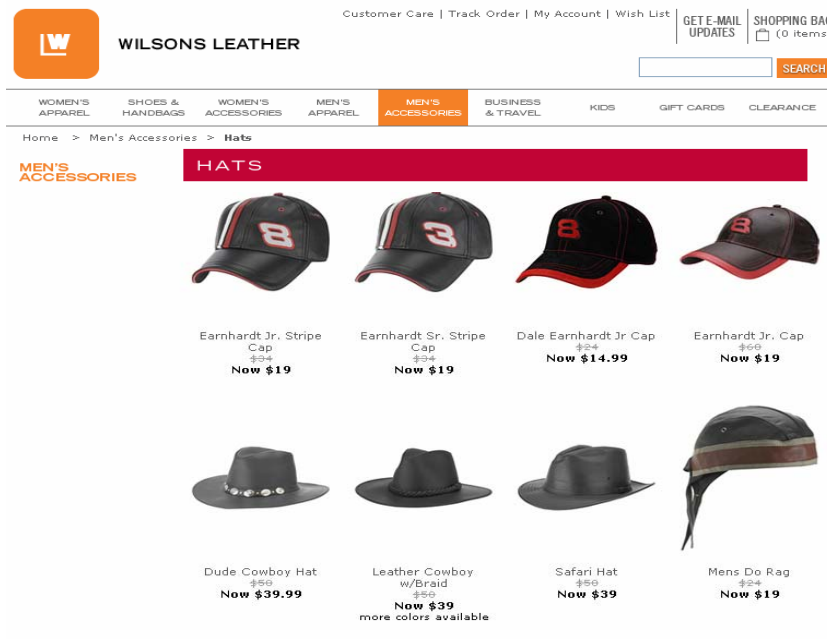 Customer Care | Track Order | My Account | Wish List
GET E-MAIL UPDATES
SHOPPING BAG
(0 items
LW
WILSONS LEATHER
SEARCH
WOMEN'S APPAREL
SHOES & HANDBAGS
WOMEN'S ACCESSORIES
MEN'S APPAREL
MEN'S ACCESSORIES
BUSINESS & TRAVEL
KIDS
GIFT CARDS
CLEARANCE
Home > Men's Accessories > Hats
MEN'S
ACCESSORIES
HATS
8
3
8
8
Earnhardt Jr. Stripe
Cap
$34
Now $19
Earnhardt Sr. Stripe
Cap
$34
Now $19
Dale Earnhardt Jr Cap
$24
Now $14.99
Earnhardt Jr. Cap
$60
Now $19
Dude Cowboy Hat
$50
Now $39.99
Leather Cowboy
w/Braid
$50
Now $39
more colors available
Safari Hat
$50
Now $39
Mens Do Rag
$24
Now $19